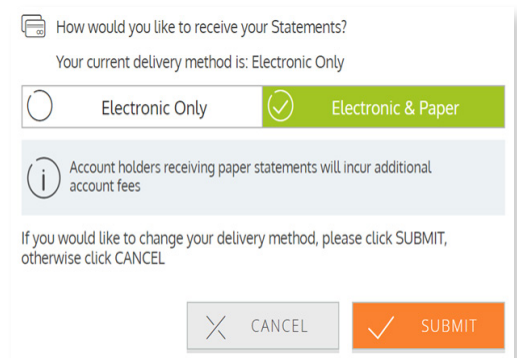 How would you like to receive your Statements?
Your current delivery method is: Electronic Only
Electronic Only
Electronic & Paper
Account holders receiving paper statements will incur additional
account fees
If you would like to change your delivery method, please click SUBMIT,
otherwise click CANCEL
CANCEL
SUBMIT